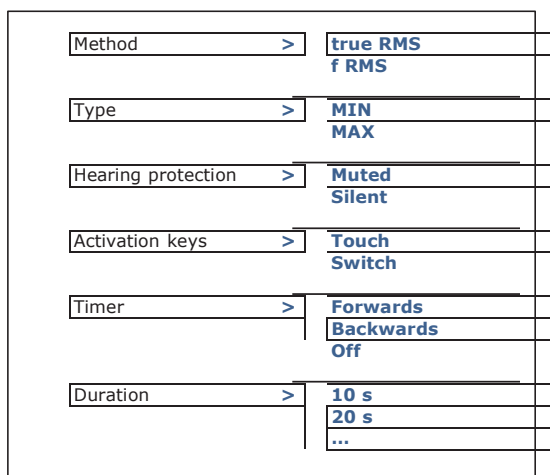 Method > true RMS
f RMS
Type > MIN
MAX
Hearing protection > Muted
Silent
Activation keys > Touch
Switch
Timer > Forwards
Backwards
Off
Duration > 10 s
20 s
...